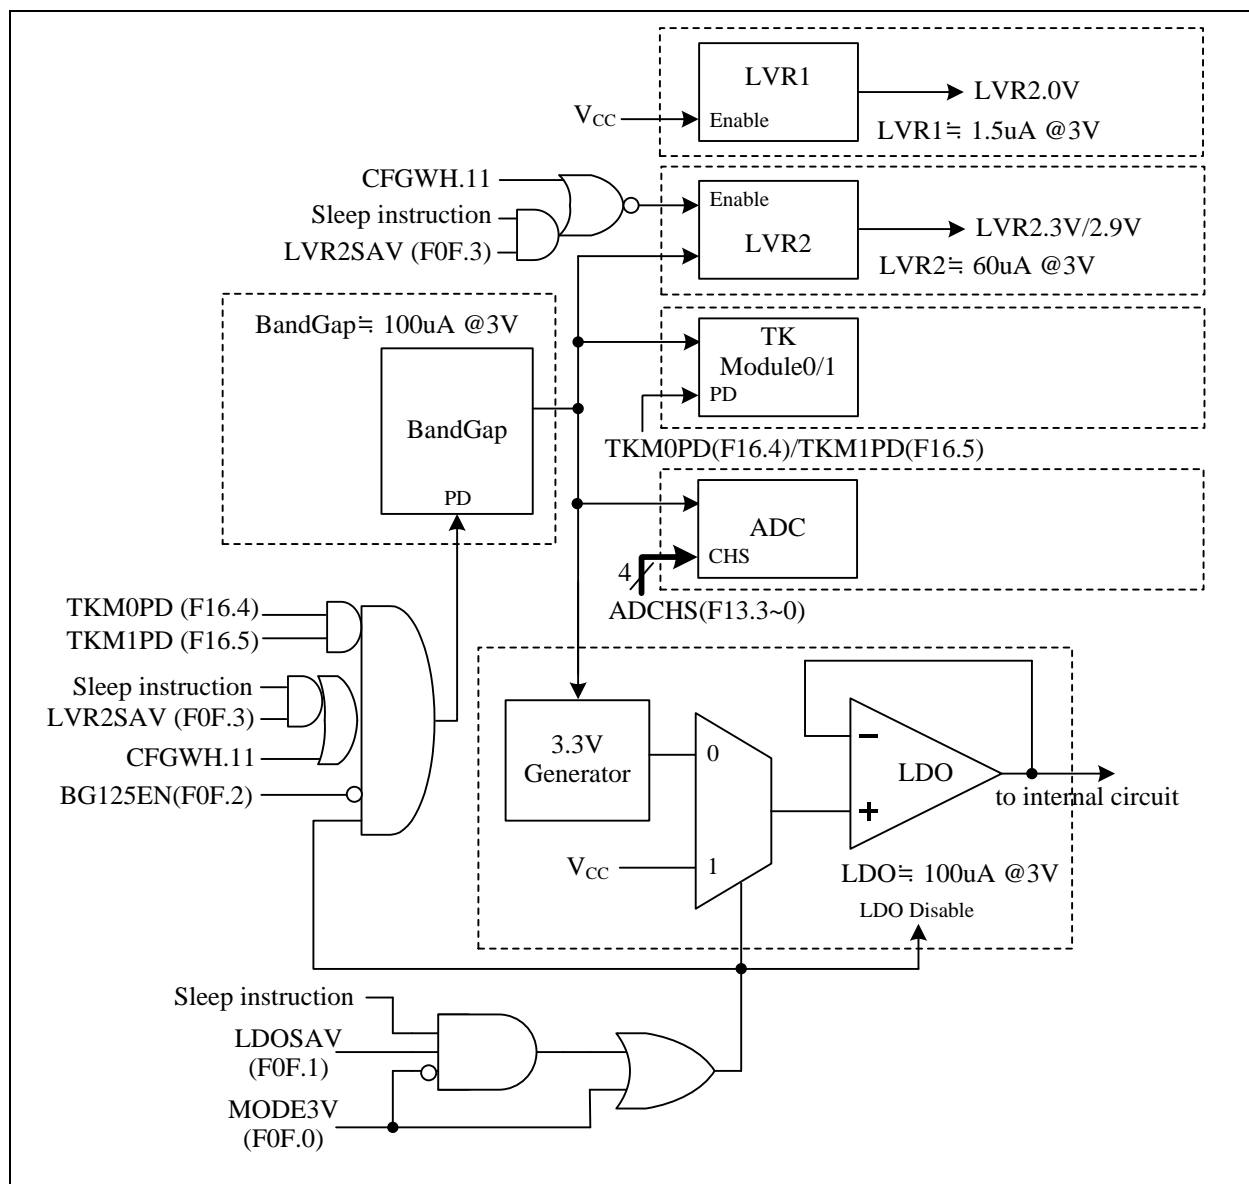 LVR1
V_CC
Enable
LVR2.0V
LVR1≒ 1.5uA @3V
CFGWH.11
Sleep instruction
LVR2SAV (F0F.3)
Enable
LVR2
LVR2.3V/2.9V
LVR2≒ 60uA @3V
BandGap≒ 100uA @3V
BandGap
PD
TK
Module0/1
PD
TKM0PD(F16.4)/TKM1PD(F16.5)
ADC
CHS
4
ADCHS(F13.3~0)
TKM0PD (F16.4)
TKM1PD (F16.5)
Sleep instruction
LVR2SAV (F0F.3)
CFGWH.11
BG125EN(F0F.2)
3.3V
Generator
0
V_CC
1
−
LDO
+
to internal circuit
LDO≒ 100uA @3V
LDO Disable
Sleep instruction
LDOSAV
(F0F.1)
MODE3V
(F0F.0)